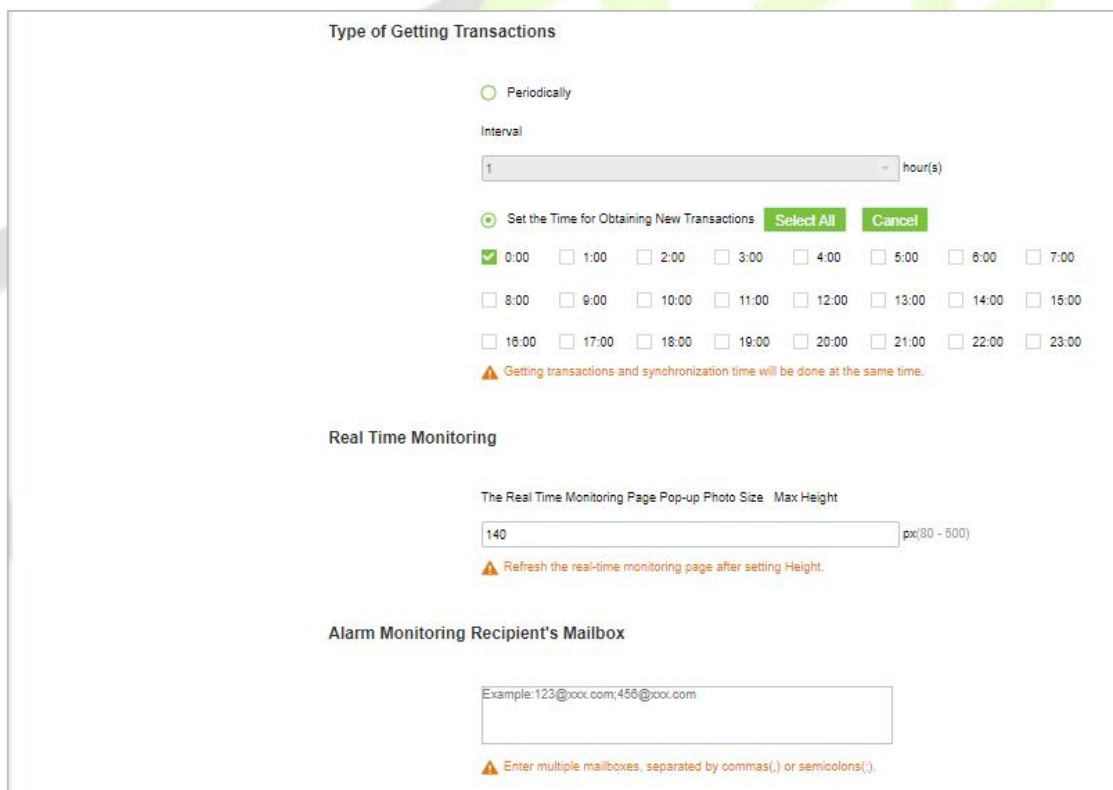 Type of Getting Transactions
Periodically
Interval
1 hour(s)
Set the Time for Obtaining New Transactions Select All Cancel
0:00 1:00 2:00 3:00 4:00 5:00 6:00 7:00
8:00 9:00 10:00 11:00 12:00 13:00 14:00 15:00
16:00 17:00 18:00 19:00 20:00 21:00 22:00 23:00
Getting transactions and synchronization time will be done at the same time.
Real Time Monitoring
The Real Time Monitoring Page Pop-up Photo Size Max Height
140 px(80 - 500)
Refresh the real-time monitoring page after setting Height.
Alarm Monitoring Recipient's Mailbox
Example:123@xxx.com;456@xxx.com
Enter multiple mailboxes, separated by commas(,) or semicolons(;).